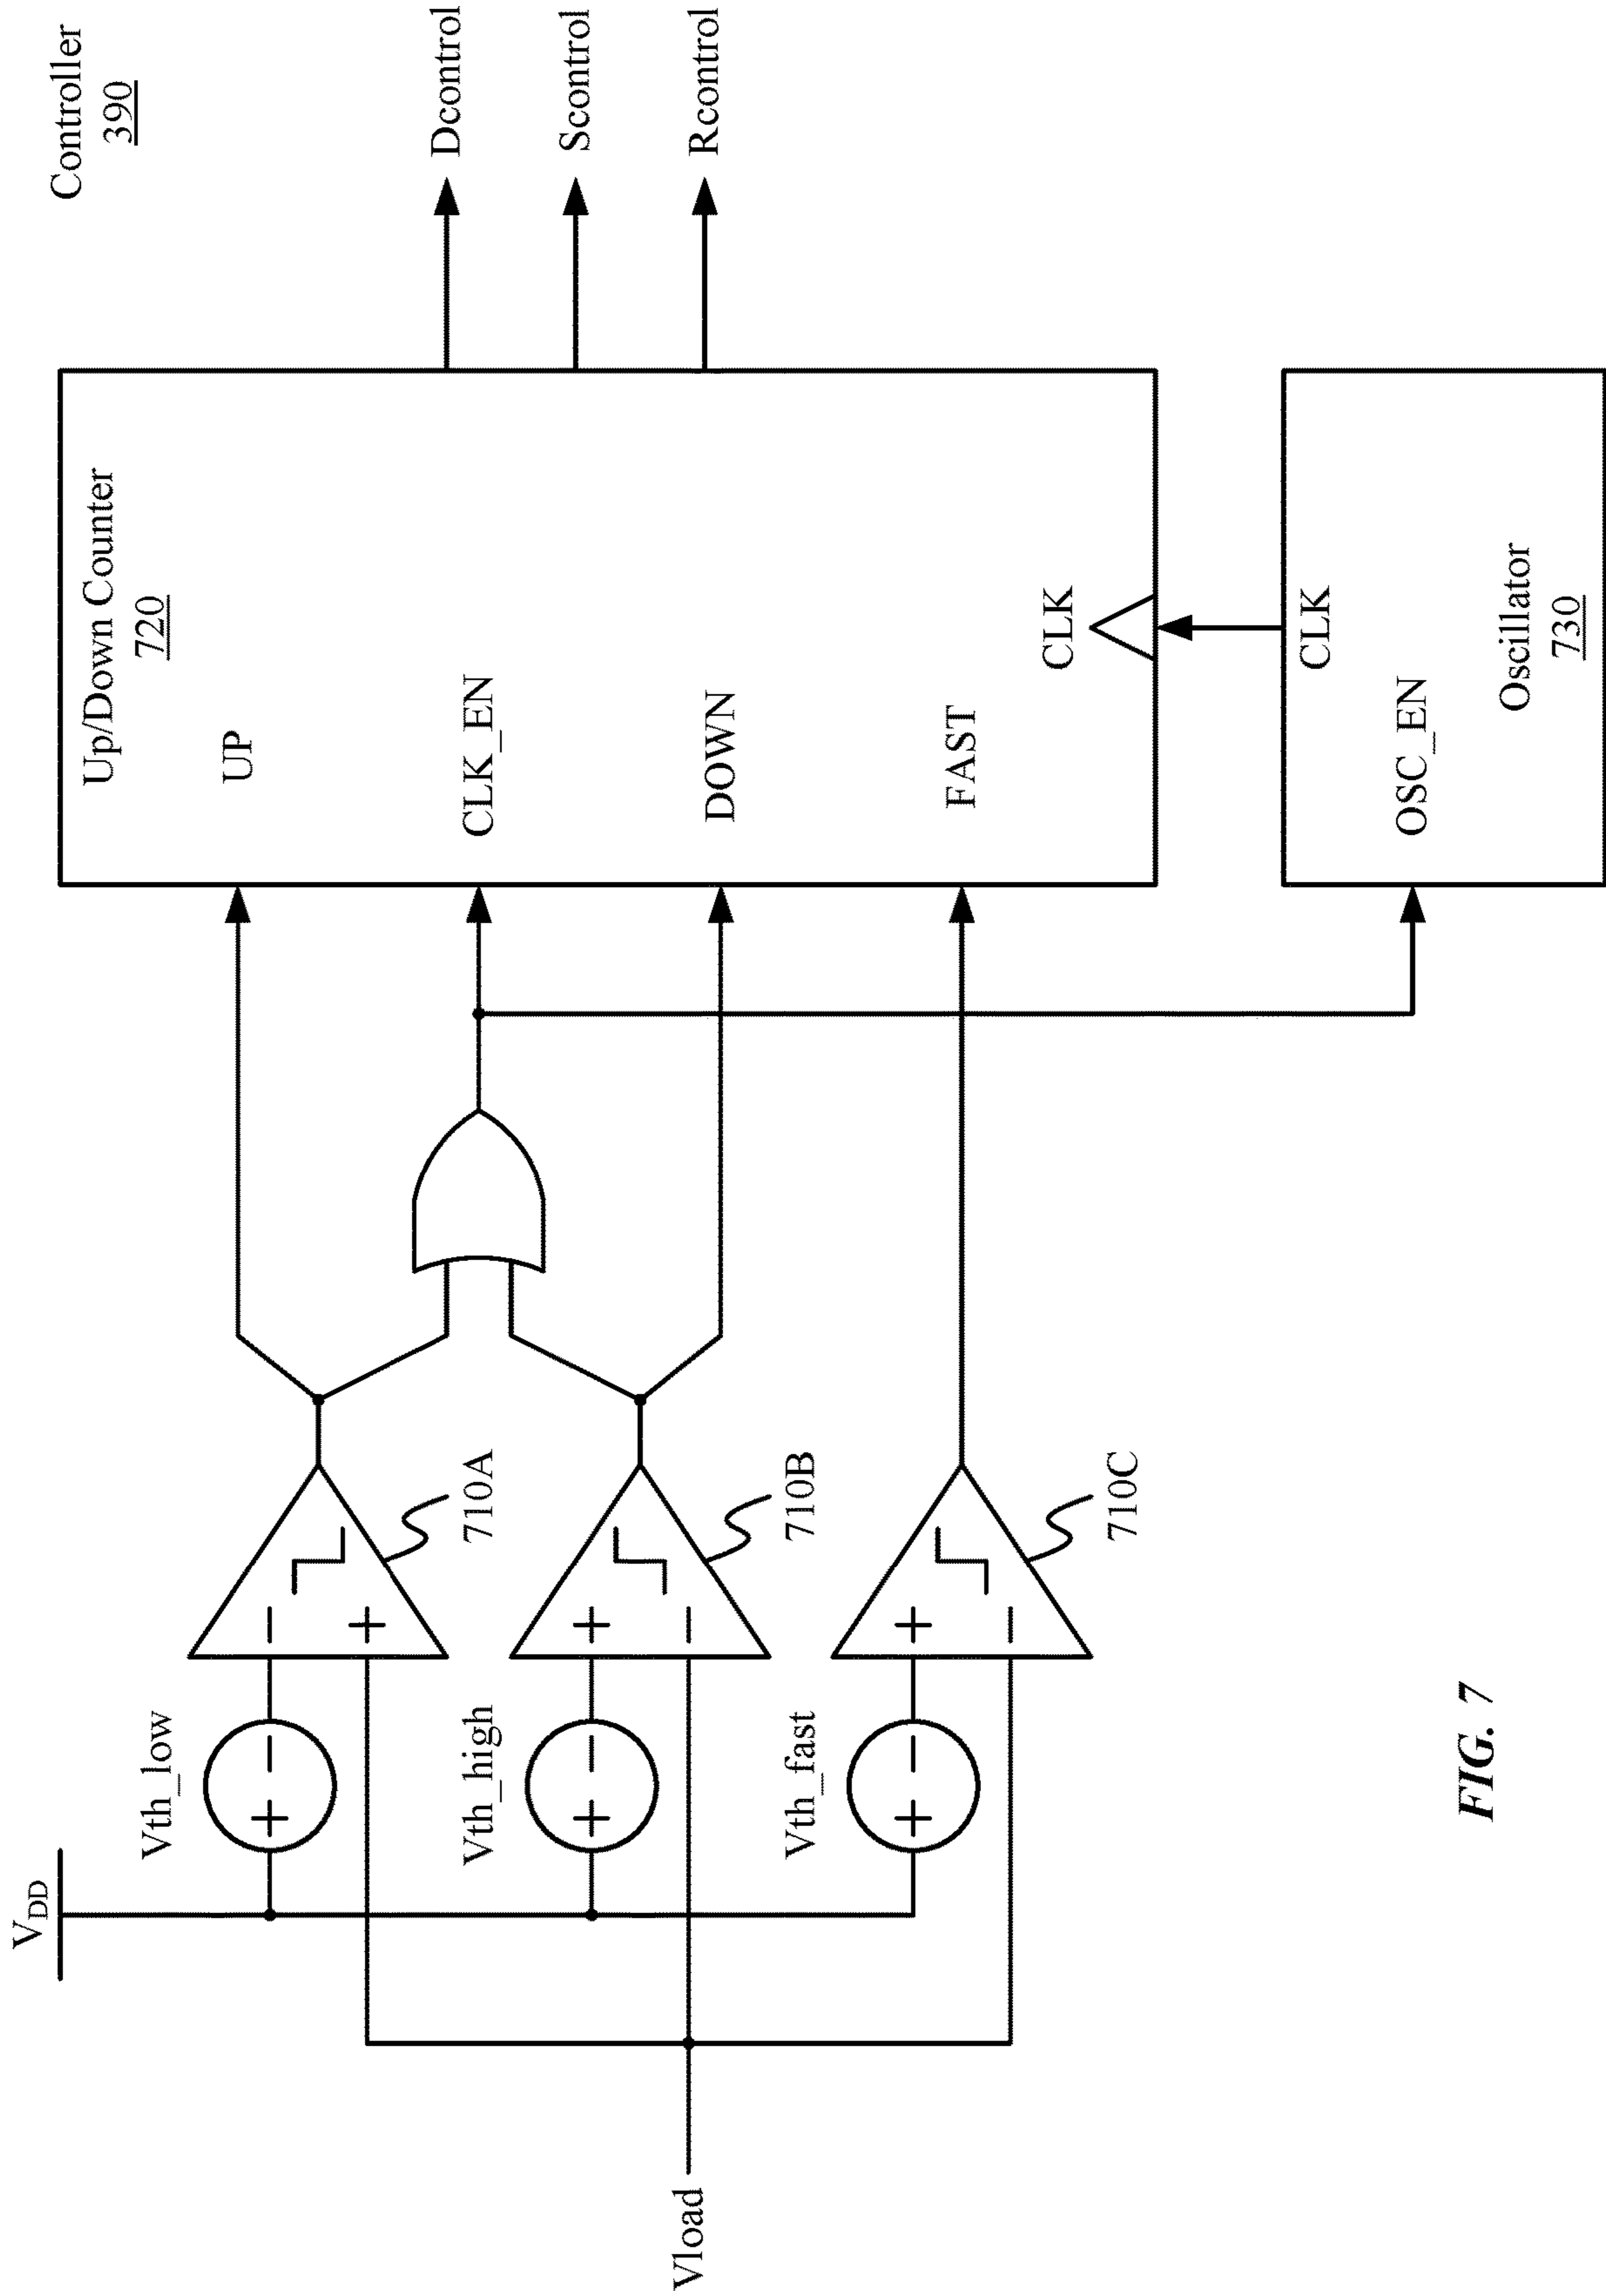 Controller
390
VDD
Vth_low
Vth_high
Vth_fast
Vload
710A
710B
710C
Up/Down Counter
720
UP
CLK_EN
DOWN
FAST
CLK
Dcontrol
Scontrol
Rcontrol
CLK
OSC_EN
Oscillator
730
FIG. 7